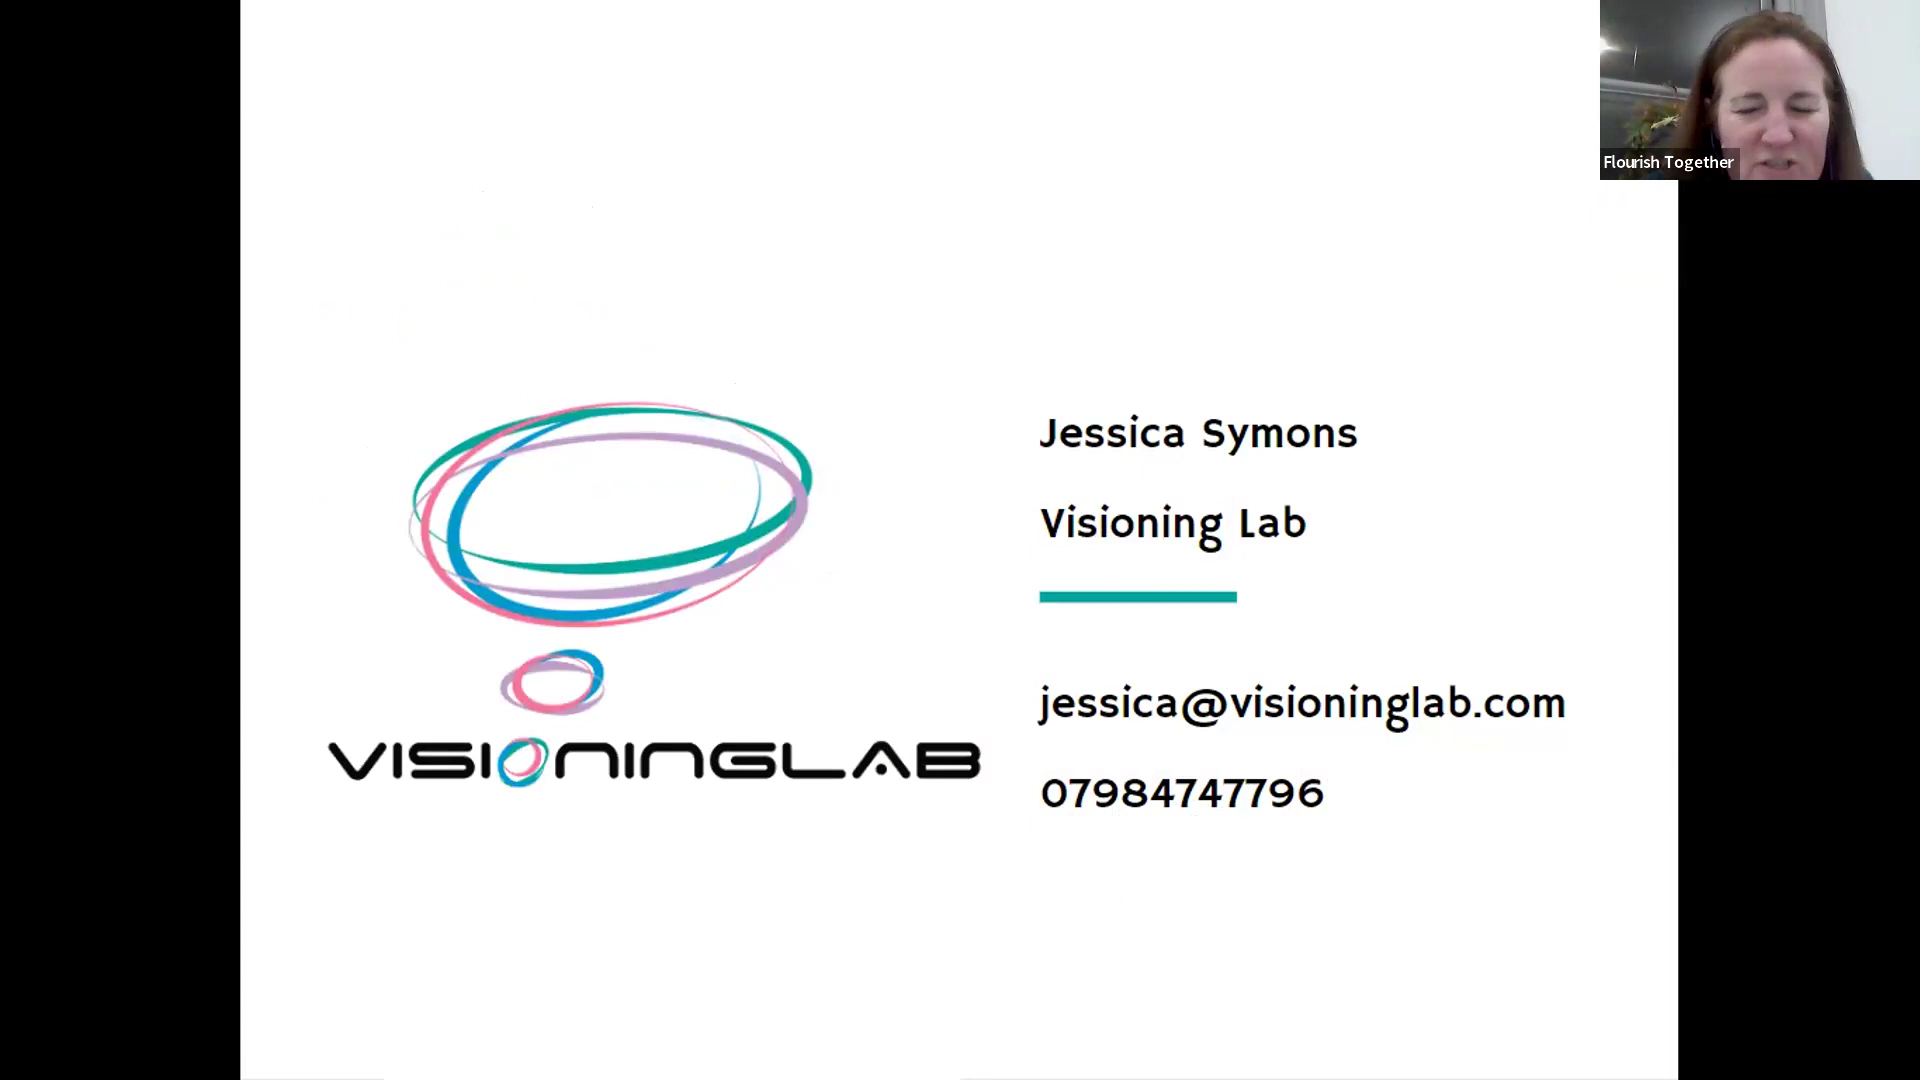 Flourish Together
Jessica Symons
Visioning Lab
jessica@visioninglab.com
07984747796
VISIONINGLAB